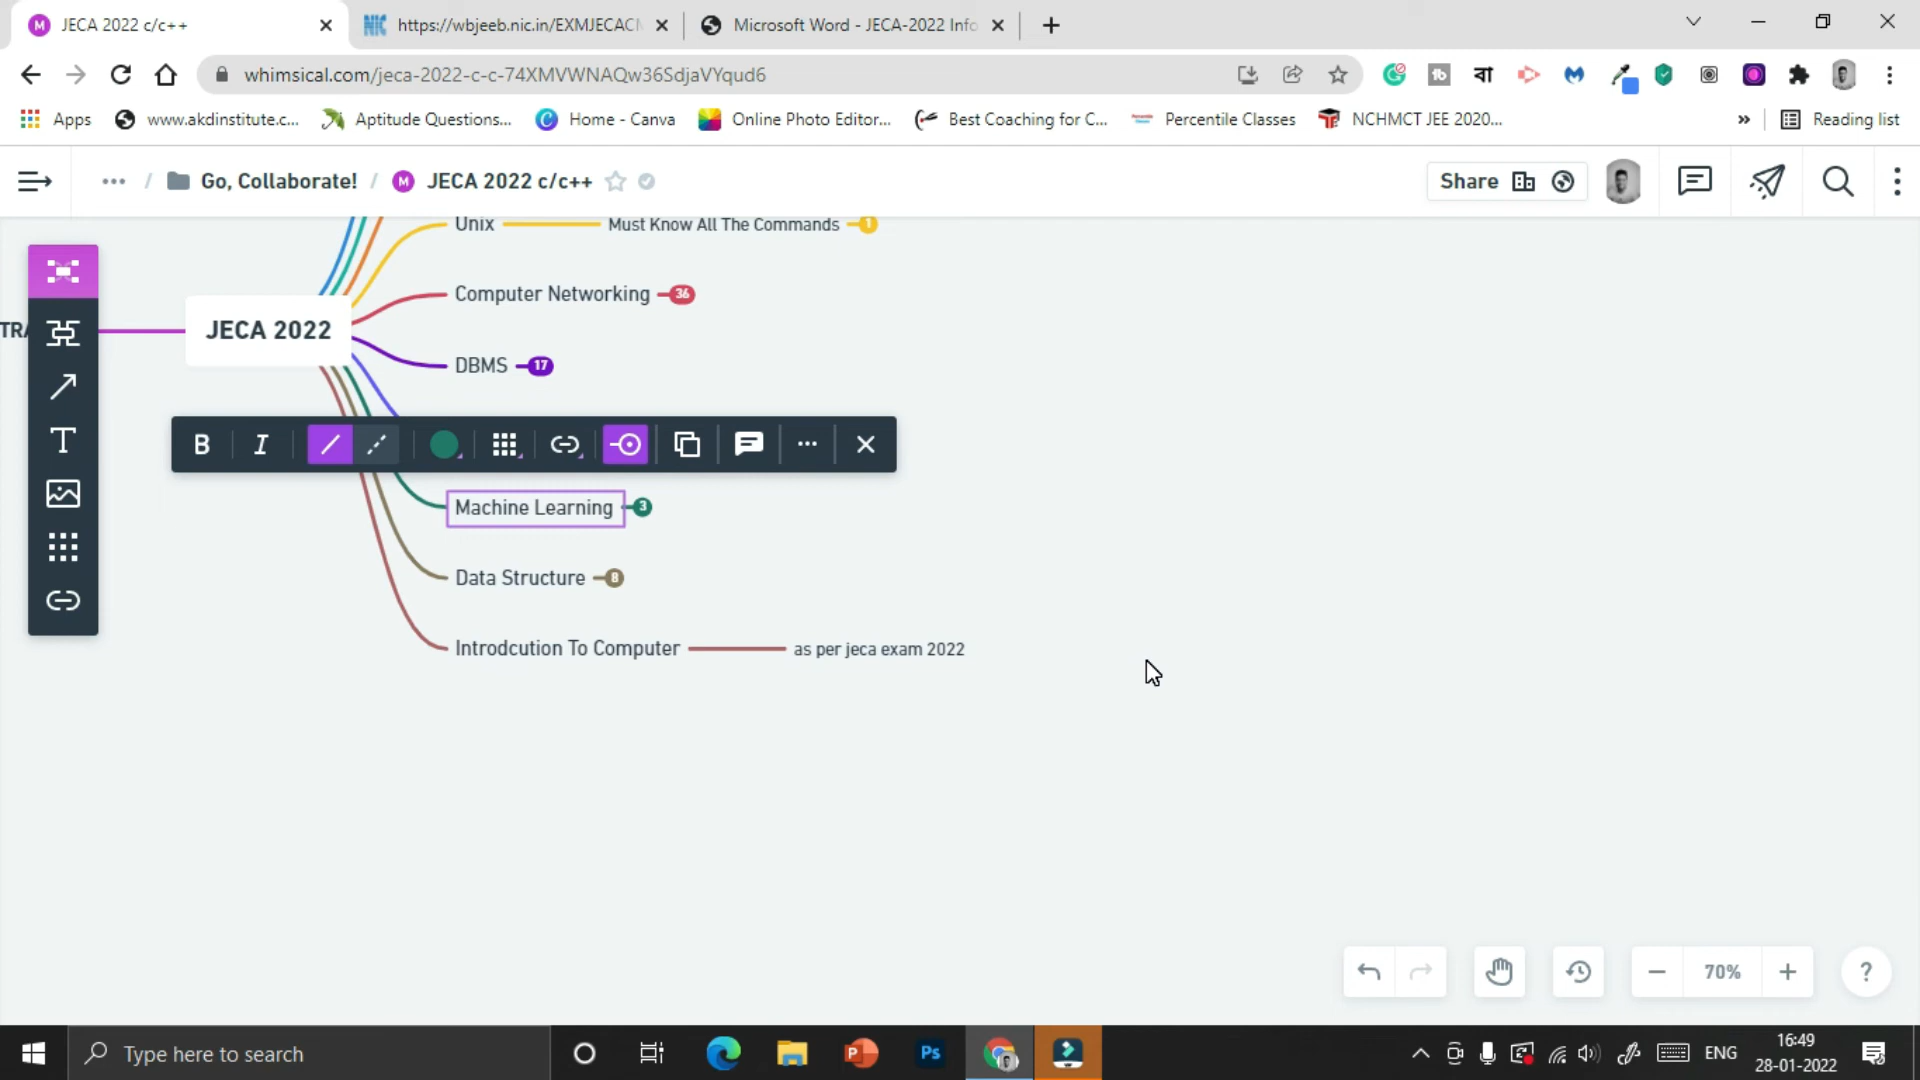 JECA 2022 c/c++
https://wbjeeb.nic.in/EXMJECACM
Microsoft Word - JECA-2022 Info
whimsical.com/jeca-2022-c-c-74XMVWNAQw36SdjaVYqud6
Apps
www.akdinstitute.c...
Aptitude Questions...
Home - Canva
Online Photo Editor...
Best Coaching for C...
Percentile Classes
NCHMCT JEE 2020...
»
Reading list
... / Go, Collaborate! / M JECA 2022 c/c++
Share
Unix
Must Know All The Commands
1
Computer Networking
36
TRA
JECA 2022
DBMS
17
B I
T
Machine Learning
3
Data Structure
8
Introdcution To Computer
as per jeca exam 2022
70%
?
Type here to search
Ps
ENG
16:49
28-01-2022